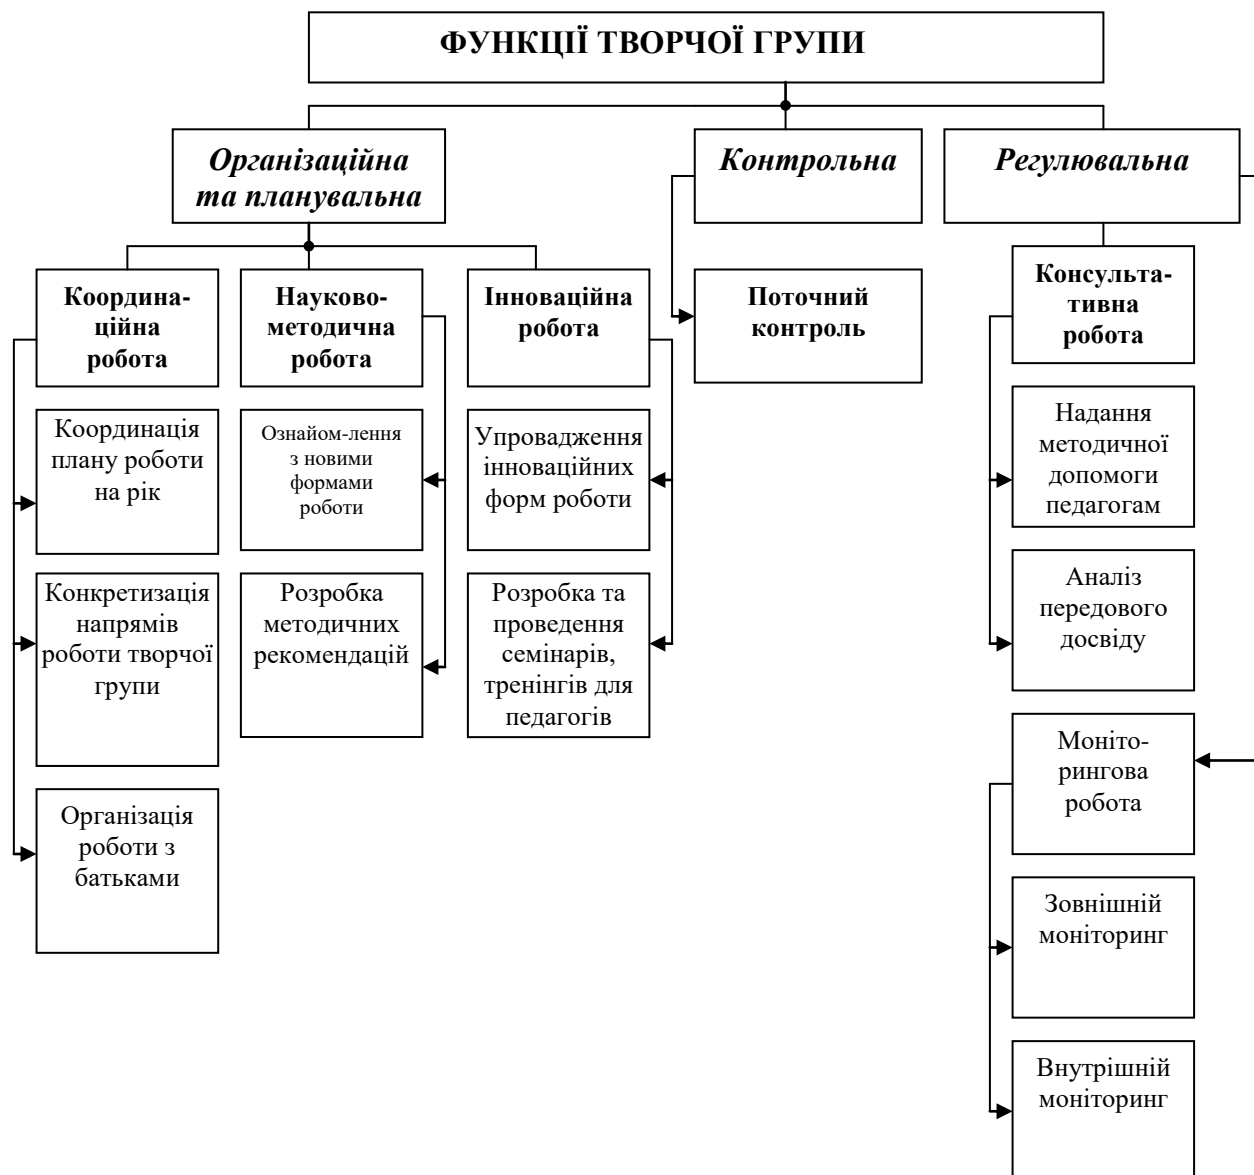 ФУНКЦІЇ ТВОРЧОЇ ГРУПИ
Організаційна
та планувальна
Контрольна
Регулювальна
Координа-
ційна
робота
Науково-
методична
робота
Інноваційна
робота
Поточний
контроль
Консульта-
тивна
робота
Координація
плану роботи
на рік
Ознайом-лення
з новими
формами
роботи
Упровадження
інноваційних
форм роботи
Надання
методичної
допомоги
педагогам
Конкретизація
напрямів
роботи творчої
групи
Розробка
методичних
рекомендацій
Розробка та
проведення
семінарів,
тренінгів для
педагогів
Аналіз
передового
досвіду
Організація
роботи з
батьками
Моніто-
рингова
робота
Зовнішній
моніторинг
Внутрішній
моніторинг